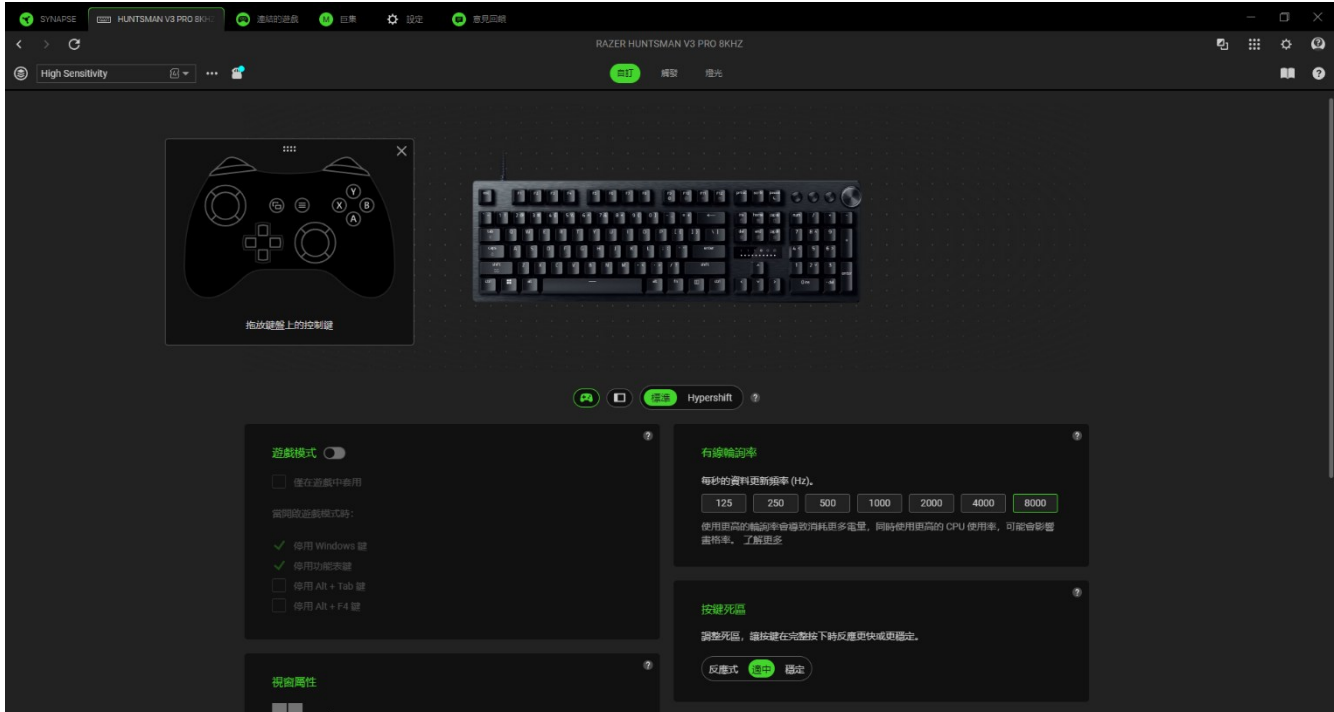 SYNAPSE
HUNTSMAN V3 PRO 8KHZ
連結的遊戲
巨集
設定
意見回饋
RAZER HUNTSMAN V3 PRO 8KHZ
High Sensitivity
自訂
觸發
燈光
Y
X
B
A
拖放鍵盤上的控制鍵
標準
Hypershift
遊戲模式
僅在遊戲中套用
當開啟遊戲模式時:
停用 Windows 鍵
停用功能表鍵
停用 Alt + Tab 鍵
停用 Alt + F4 鍵
視窗屬性
有線輪詢率
每秒的資料更新頻率 (Hz)。
125 250 500 1000 2000 4000 8000
使用更高的輪詢率會導致消耗更多電量，同時使用更高的 CPU 使用率，可能會影響
畫格率。 了解更多
按鍵死區
調整死區，讓按鍵在完整按下時反應更快或更穩定。
反應式 適中 穩定